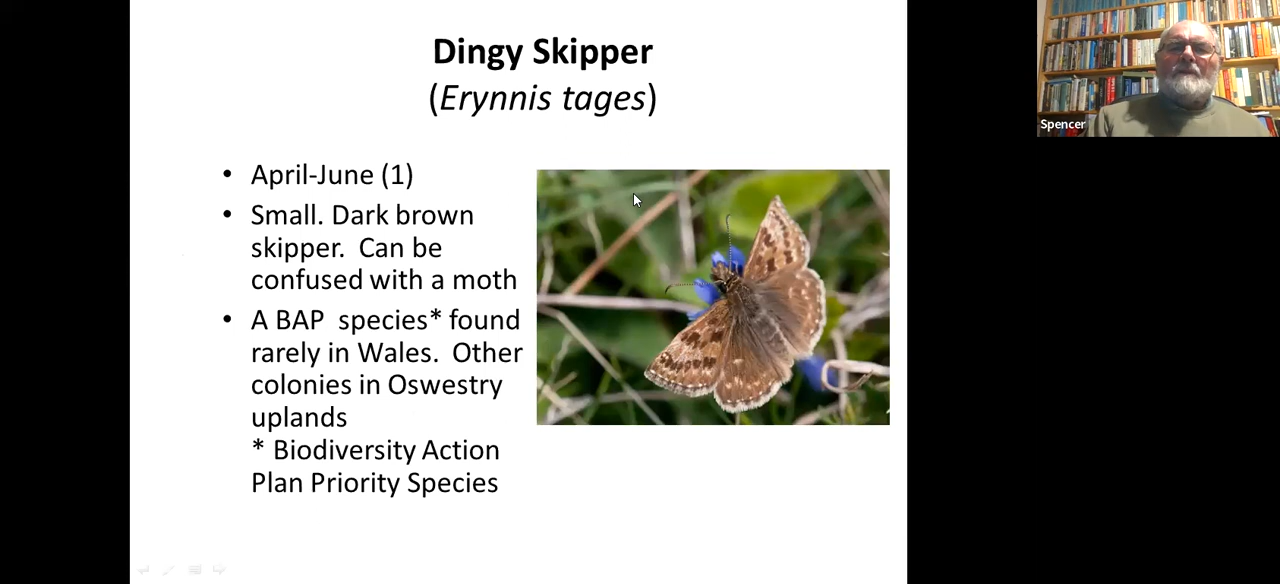 Dingy Skipper
(Erynnis tages)
• April-June (1)
• Small. Dark brown
skipper.  Can be
confused with a moth
• A BAP  species* found
rarely in Wales.  Other
colonies in Oswestry
uplands
* Biodiversity Action
Plan Priority Species
Spencer